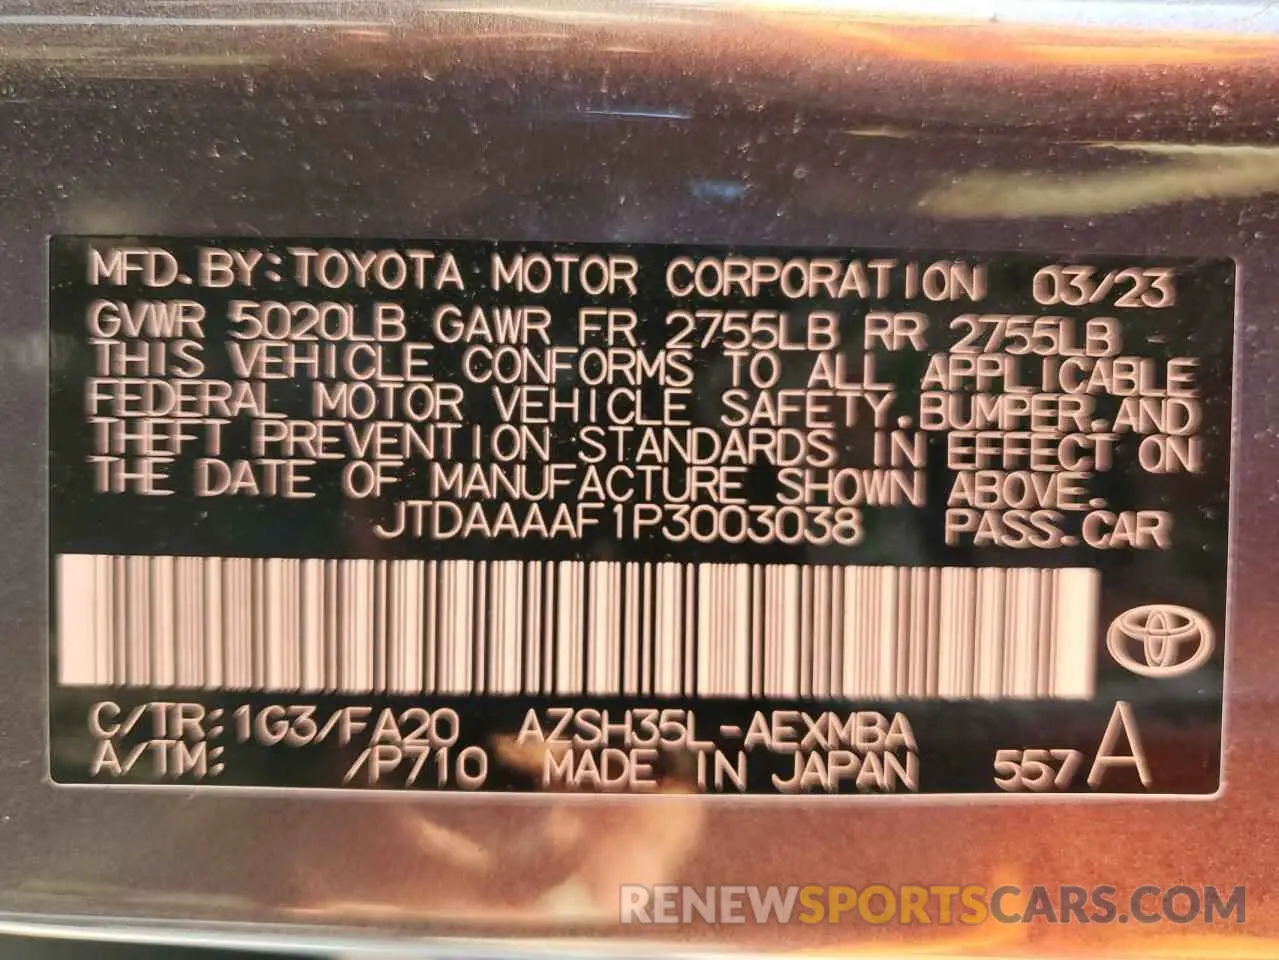 MFD.BY:TOYOTA MOTOR CORPORATION 03/23
GVWR 5020LB GAWR FR 2755LB RR 2755LB
THIS VEHICLE CONFORMS TO ALL APPLICABLE
FEDERAL MOTOR VEHICLE SAFETY,BUMPER,AND
THEFT PREVENTION STANDARDS IN EFFECT ON
THE DATE OF MANUFACTURE SHOWN ABOVE.
JTDAAAAF1P3003038 PASS.CAR
C/TR:1G3/FA20 AZSH35L-AEXMBA
A/TM: /P710 MADE IN JAPAN 557 A
RENEWSPORTSCARS.COM